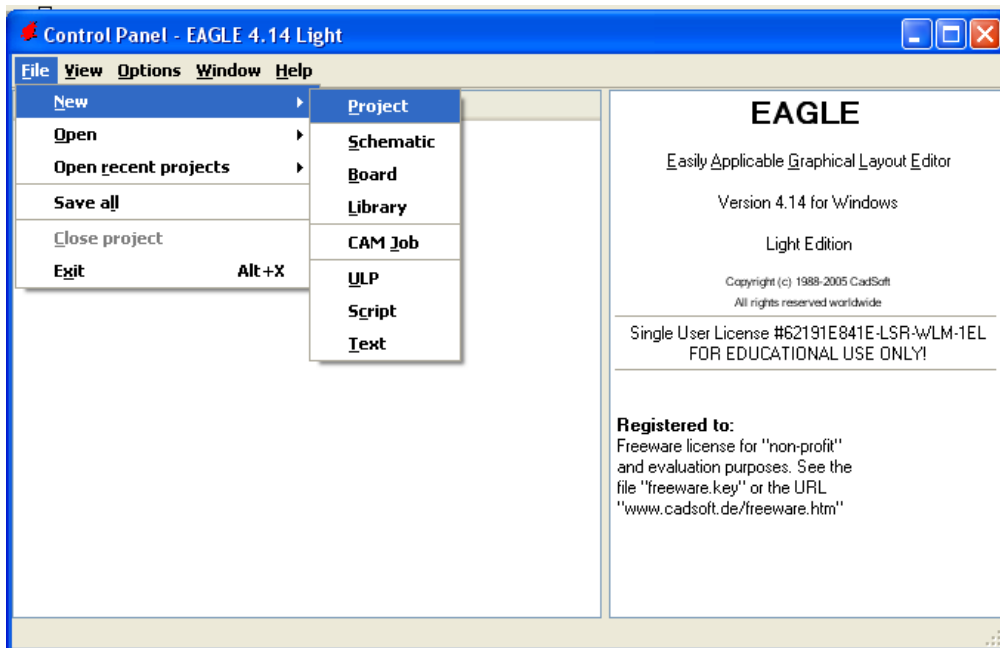 Control Panel - EAGLE 4.14 Light
File View Options Window Help
New
Open
Open recent projects
Save all
Close project
Exit Alt+X
Project
Schematic
Board
Library
CAM Job
ULP
Script
Text
EAGLE
Easily Applicable Graphical Layout Editor
Version 4.14 for Windows
Light Edition
Copyright (c) 1988-2005 CadSoft
All rights reserved worldwide
Single User License #62191E841E-LSR-WLM-1EL
FOR EDUCATIONAL USE ONLY!
Registered to:
Freeware license for "non-profit"
and evaluation purposes. See the
file "freeware.key" or the URL
"www.cadsoft.de/freeware.htm"